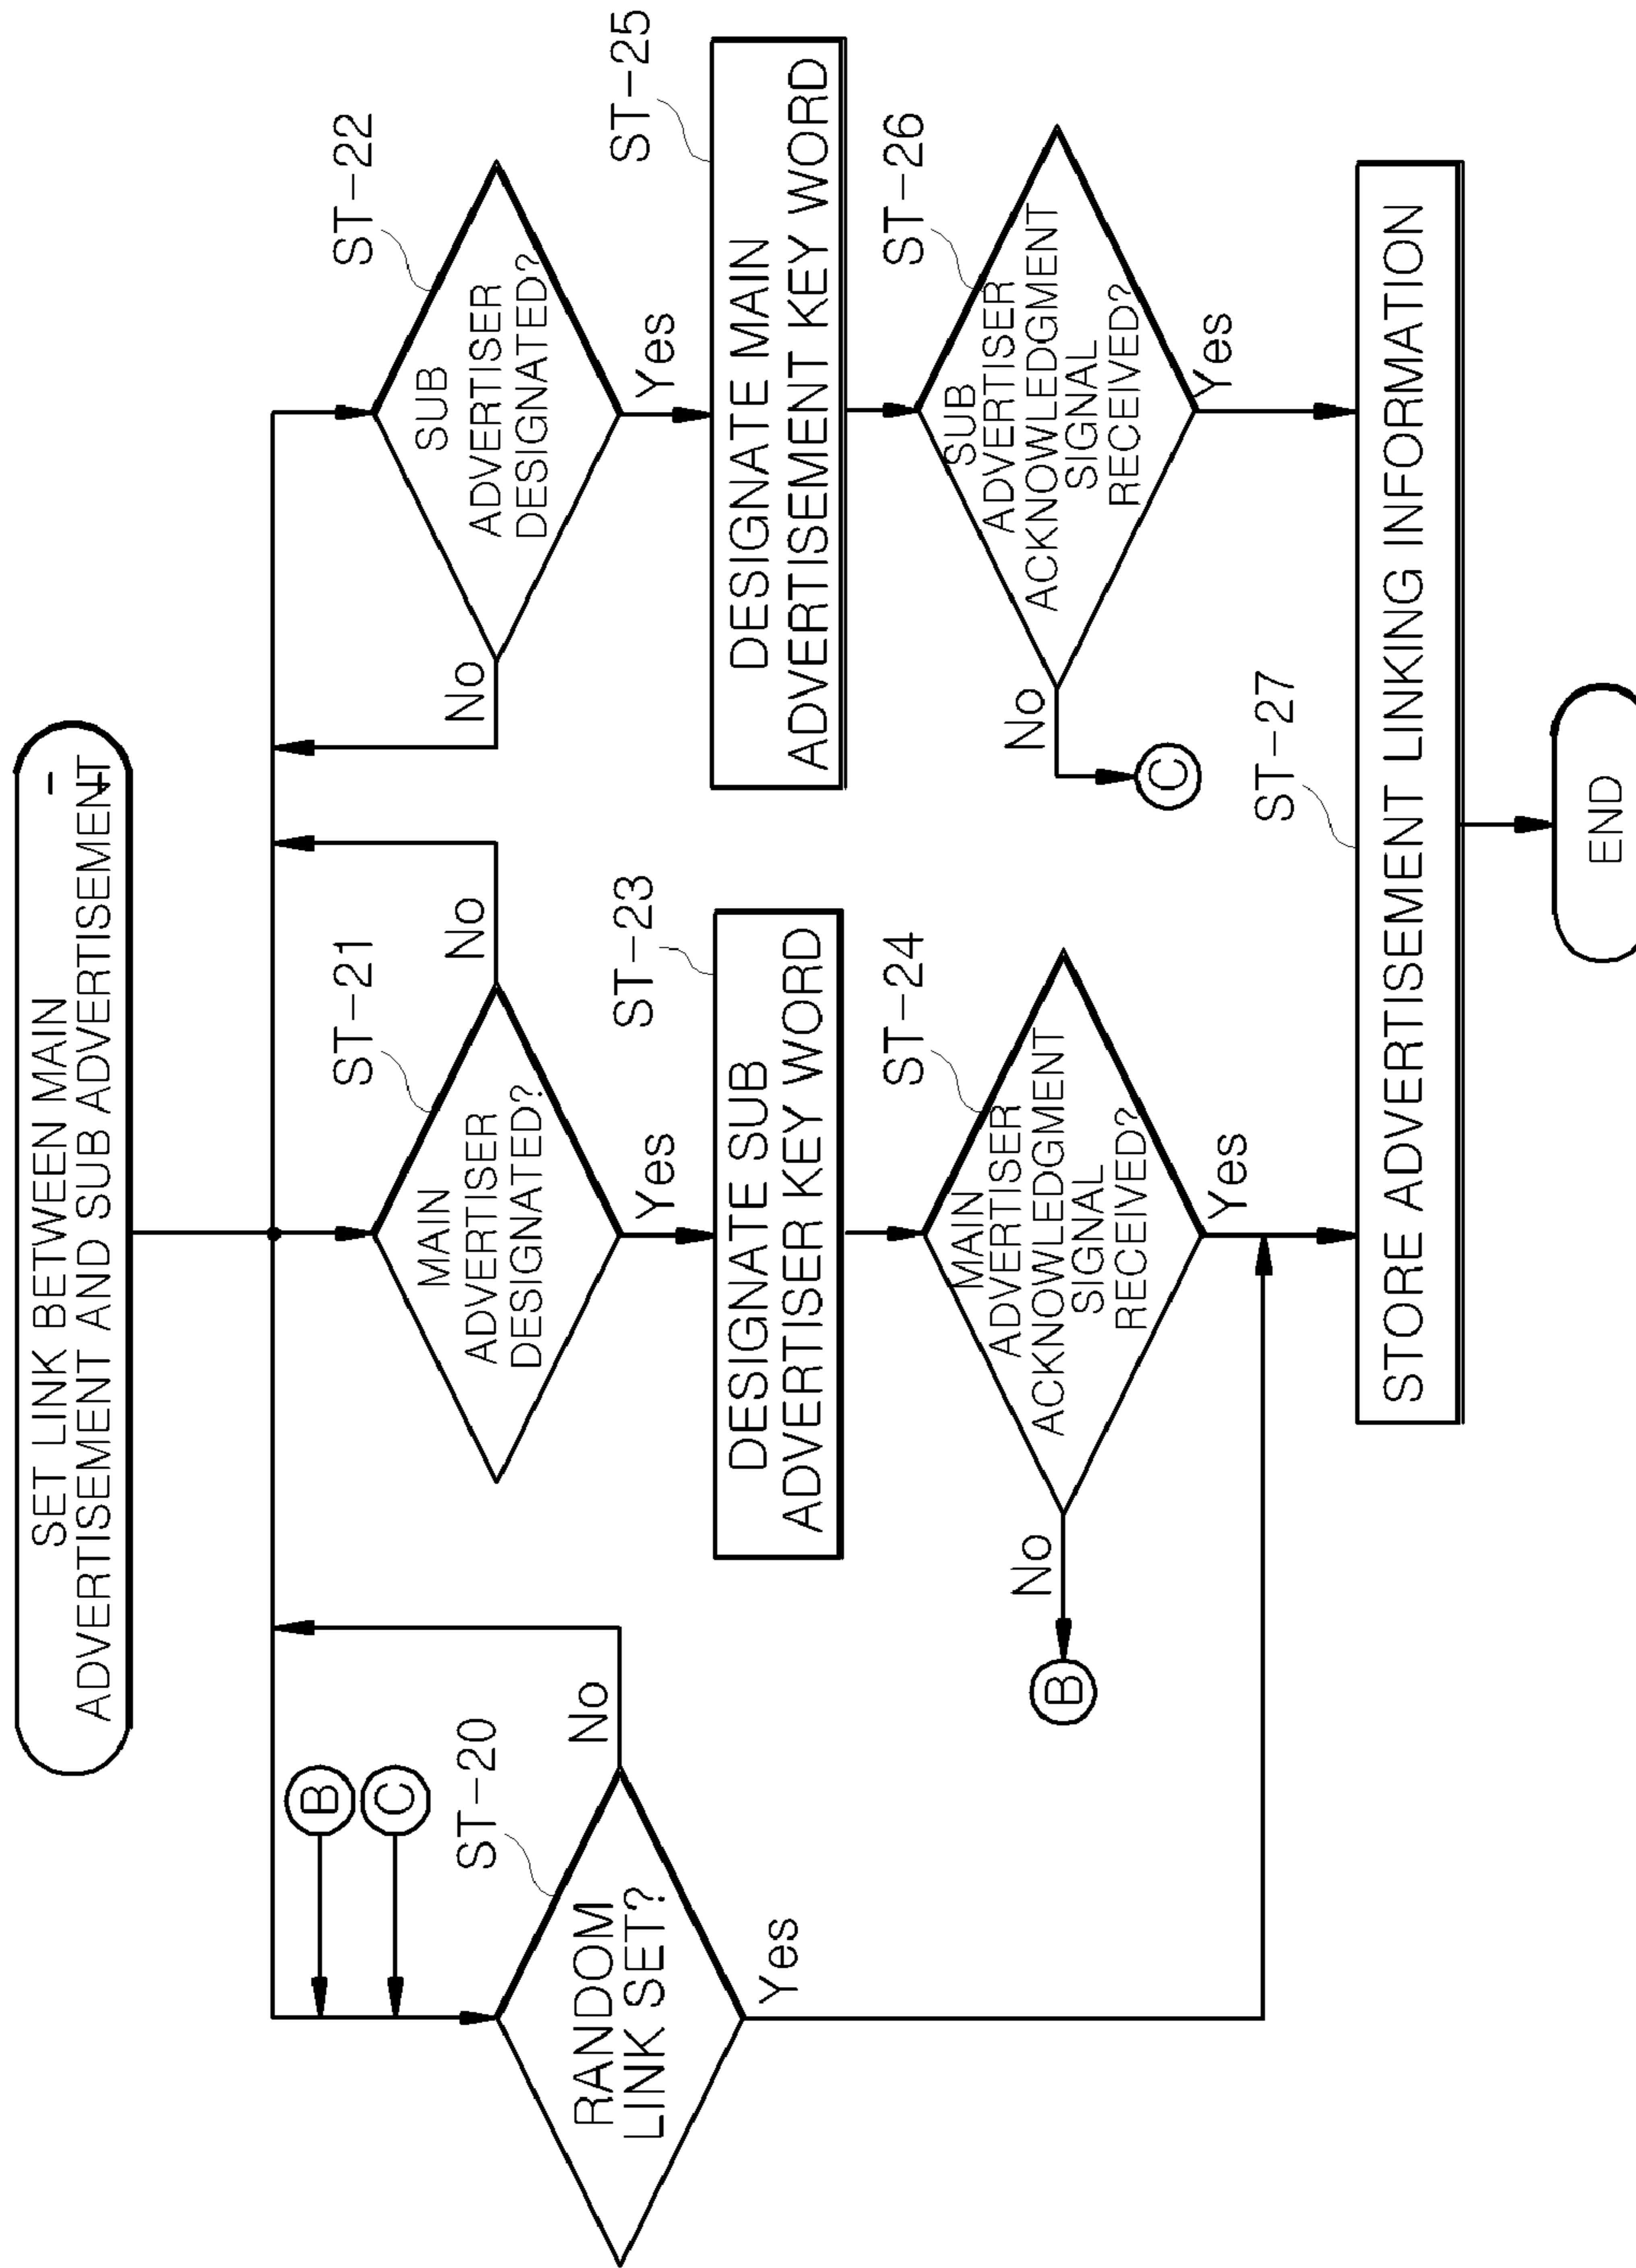 SET LINK BETWEEN MAIN
ADVERTISEMENT AND SUB ADVERTISEMENT
B
C
ST-20
RANDOM
LINK SET?
No
Yes
ST-21
MAIN
ADVERTISER
DESIGNATED?
No
Yes
ST-22
SUB
ADVERTISER
DESIGNATED?
No
Yes
ST-23
DESIGNATE SUB
ADVERTISER KEY WORD
ST-25
DESIGNATE MAIN
ADVERTISEMENT KEY WORD
ST-24
MAIN
ADVERTISER
ACKNOWLEDGMENT
SIGNAL
RECEIVED?
No
B
Yes
ST-26
SUB
ADVERTISER
ACKNOWLEDGMENT
SIGNAL
RECEIVED?
No
C
Yes
ST-27
STORE ADVERTISEMENT LINKING INFORMATION
END